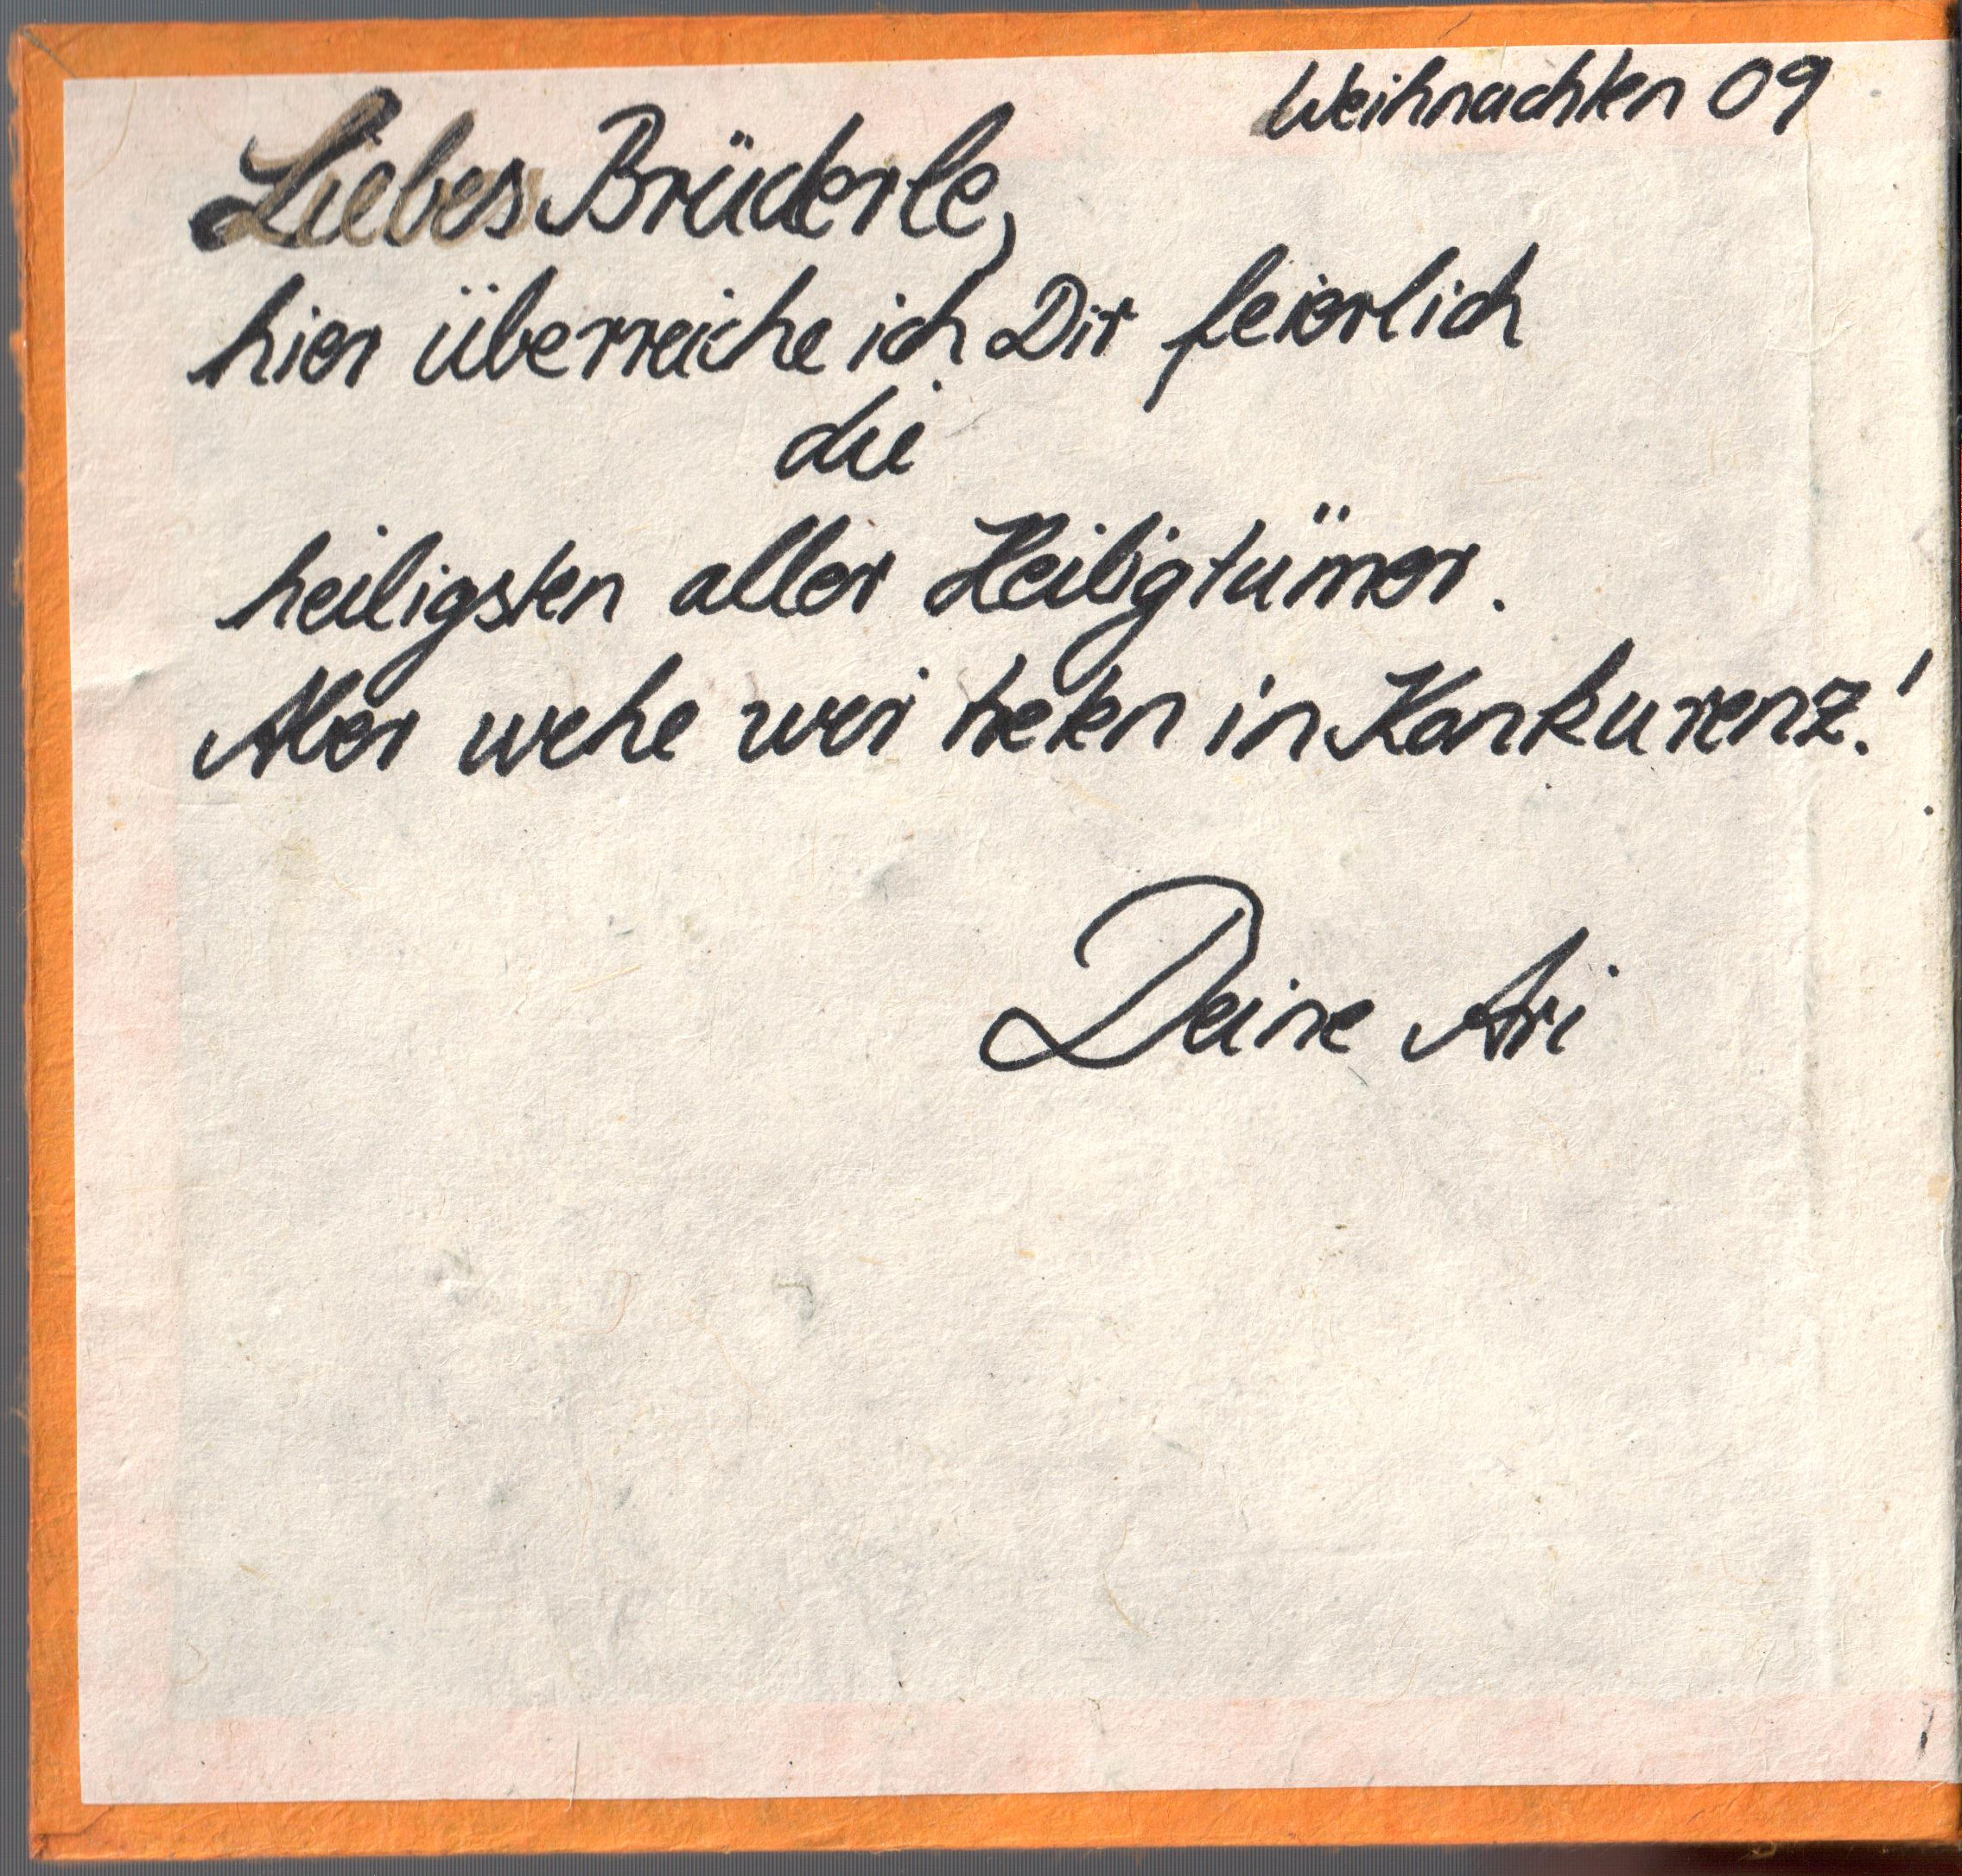 Weihnachten 09
Liebes Brüderle,
hier überreiche ich Dir feierlich
die
heiligsten aller Heiligtümer.
Aber wehe wir treten in Konkurenz!
Deine Ari